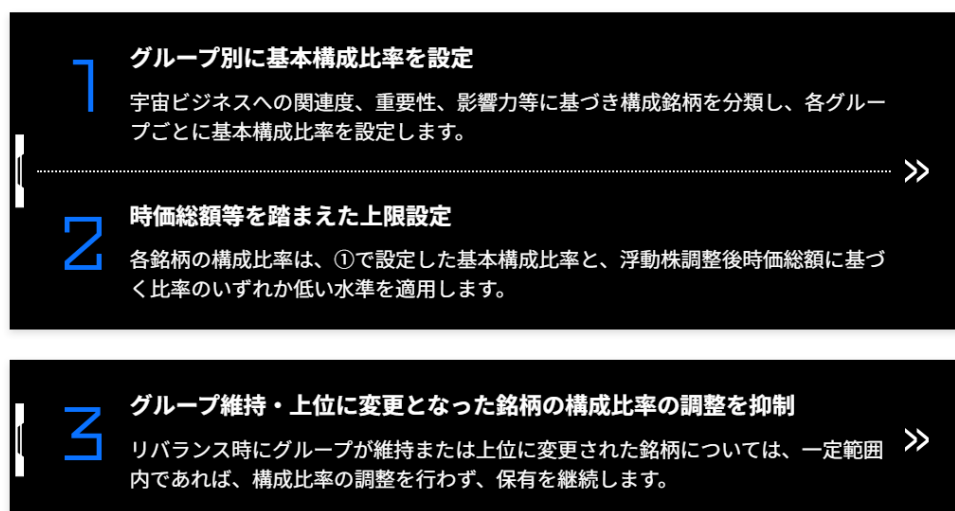 1
グループ別に基本構成比率を設定
宇宙ビジネスへの関連度、重要性、影響力等に基づき構成銘柄を分類し、各グルー
プごとに基本構成比率を設定します。
2
時価総額等を踏まえた上限設定
各銘柄の構成比率は、①で設定した基本構成比率と、浮動株調整後時価総額に基づ
く比率のいずれか低い水準を適用します。
3
グループ維持・上位に変更となった銘柄の構成比率の調整を抑制
リバランス時にグループが維持または上位に変更された銘柄については、一定範囲
内であれば、構成比率の調整を行わず、保有を継続します。